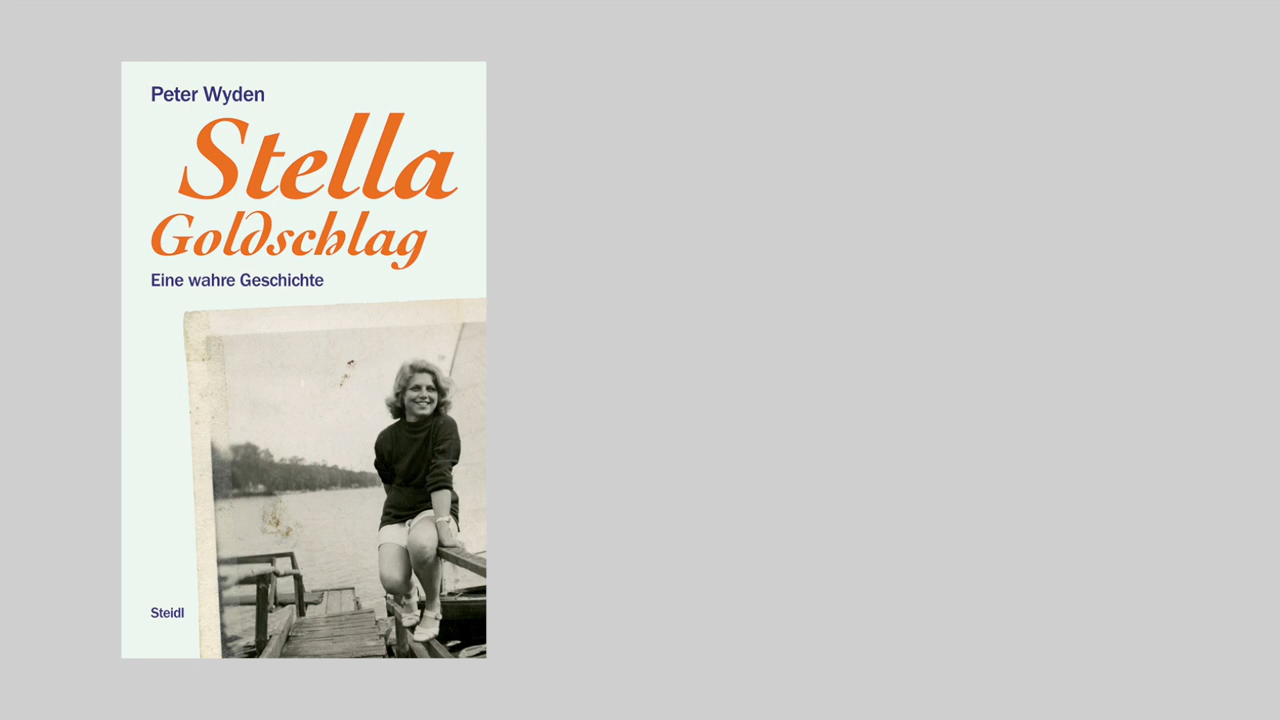 Peter Wyden
Stella
Goldschlag
Eine wahre Geschichte
Steidl